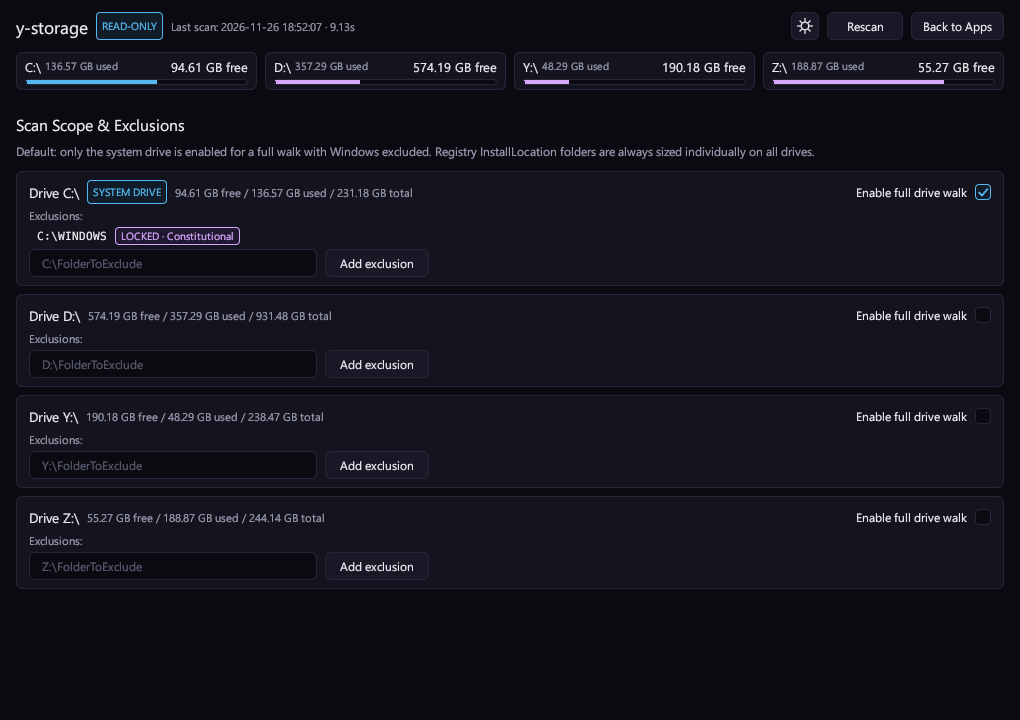 y-storage READ-ONLY Last scan: 2026-11-26 18:52:07 · 9.13s Rescan Back to Apps
C:\ 136.57 GB used 94.61 GB free D:\ 357.29 GB used 574.19 GB free Y:\ 48.29 GB used 190.18 GB free Z:\ 188.87 GB used 55.27 GB free
Scan Scope & Exclusions
Default: only the system drive is enabled for a full walk with Windows excluded. Registry InstallLocation folders are always sized individually on all drives.
Drive C:\ SYSTEM DRIVE 94.61 GB free / 136.57 GB used / 231.18 GB total Enable full drive walk
Exclusions:
C:\WINDOWS LOCKED · Constitutional
C:\FolderToExclude Add exclusion
Drive D:\ 574.19 GB free / 357.29 GB used / 931.48 GB total Enable full drive walk
Exclusions:
D:\FolderToExclude Add exclusion
Drive Y:\ 190.18 GB free / 48.29 GB used / 238.47 GB total Enable full drive walk
Exclusions:
Y:\FolderToExclude Add exclusion
Drive Z:\ 55.27 GB free / 188.87 GB used / 244.14 GB total Enable full drive walk
Exclusions:
Z:\FolderToExclude Add exclusion